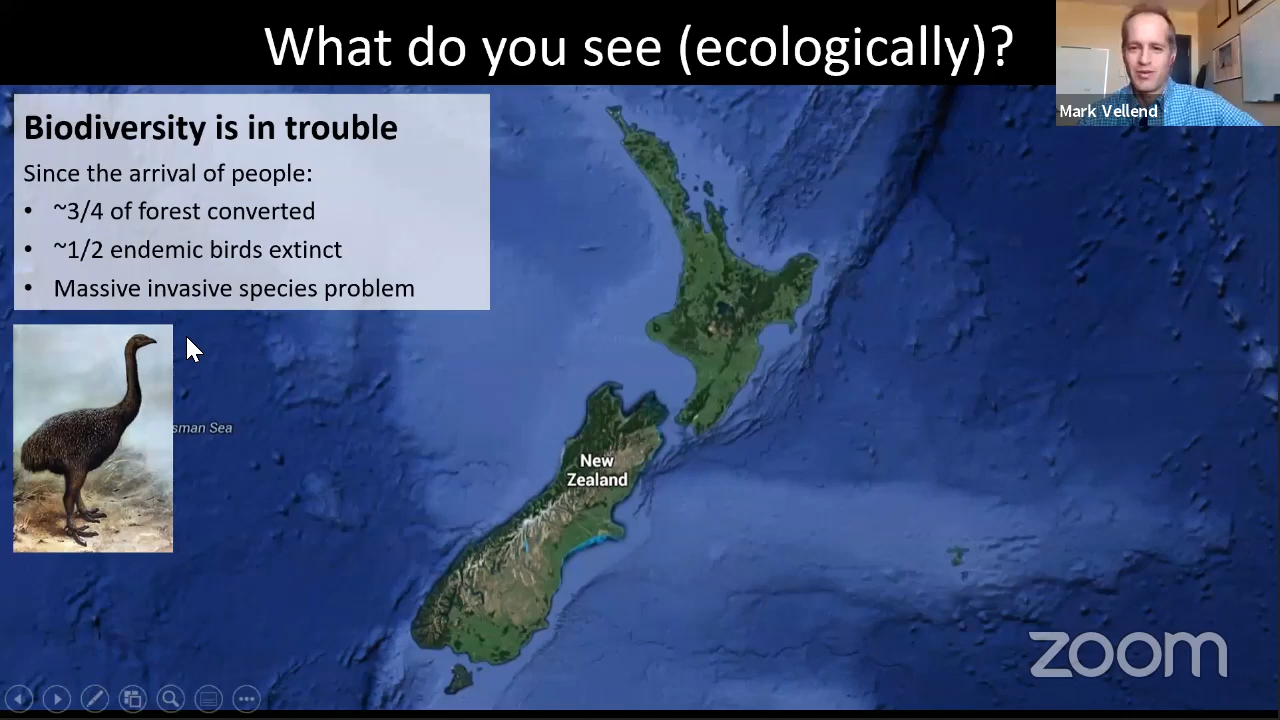 What do you see (ecologically)?
Mark Vellend
Biodiversity is in trouble
Since the arrival of people:
• ~3/4 of forest converted
• ~1/2 endemic birds extinct
• Massive invasive species problem
sman Sea
New
Zealand
zoom